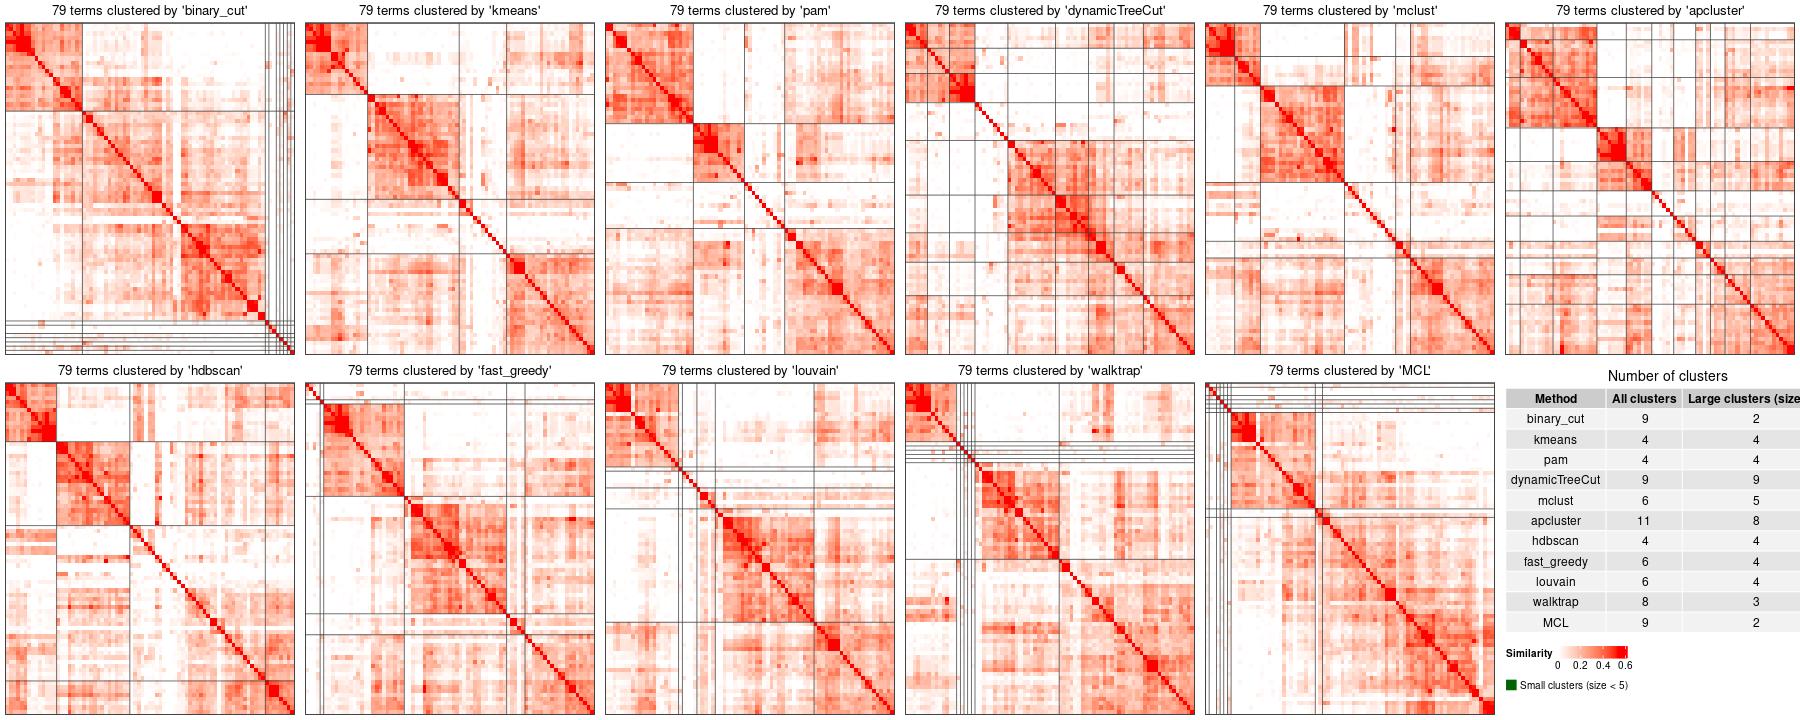 79 terms clustered by 'binary_cut'
79 terms clustered by 'kmeans'
79 terms clustered by 'pam'
79 terms clustered by 'dynamicTreeCut'
79 terms clustered by 'mclust'
79 terms clustered by 'apcluster'
79 terms clustered by 'hdbscan'
79 terms clustered by 'fast_greedy'
79 terms clustered by 'louvain'
79 terms clustered by 'walktrap'
79 terms clustered by 'MCL'
Number of clusters
Method All clusters Large clusters (size
binary_cut 9 2
kmeans 4 4
pam 4 4
dynamicTreeCut 9 9
mclust 6 5
apcluster 11 8
hdbscan 4 4
fast_greedy 6 4
louvain 6 4
walktrap 8 3
MCL 9 2
Similarity
0 0.2 0.4 0.6
Small clusters (size < 5)